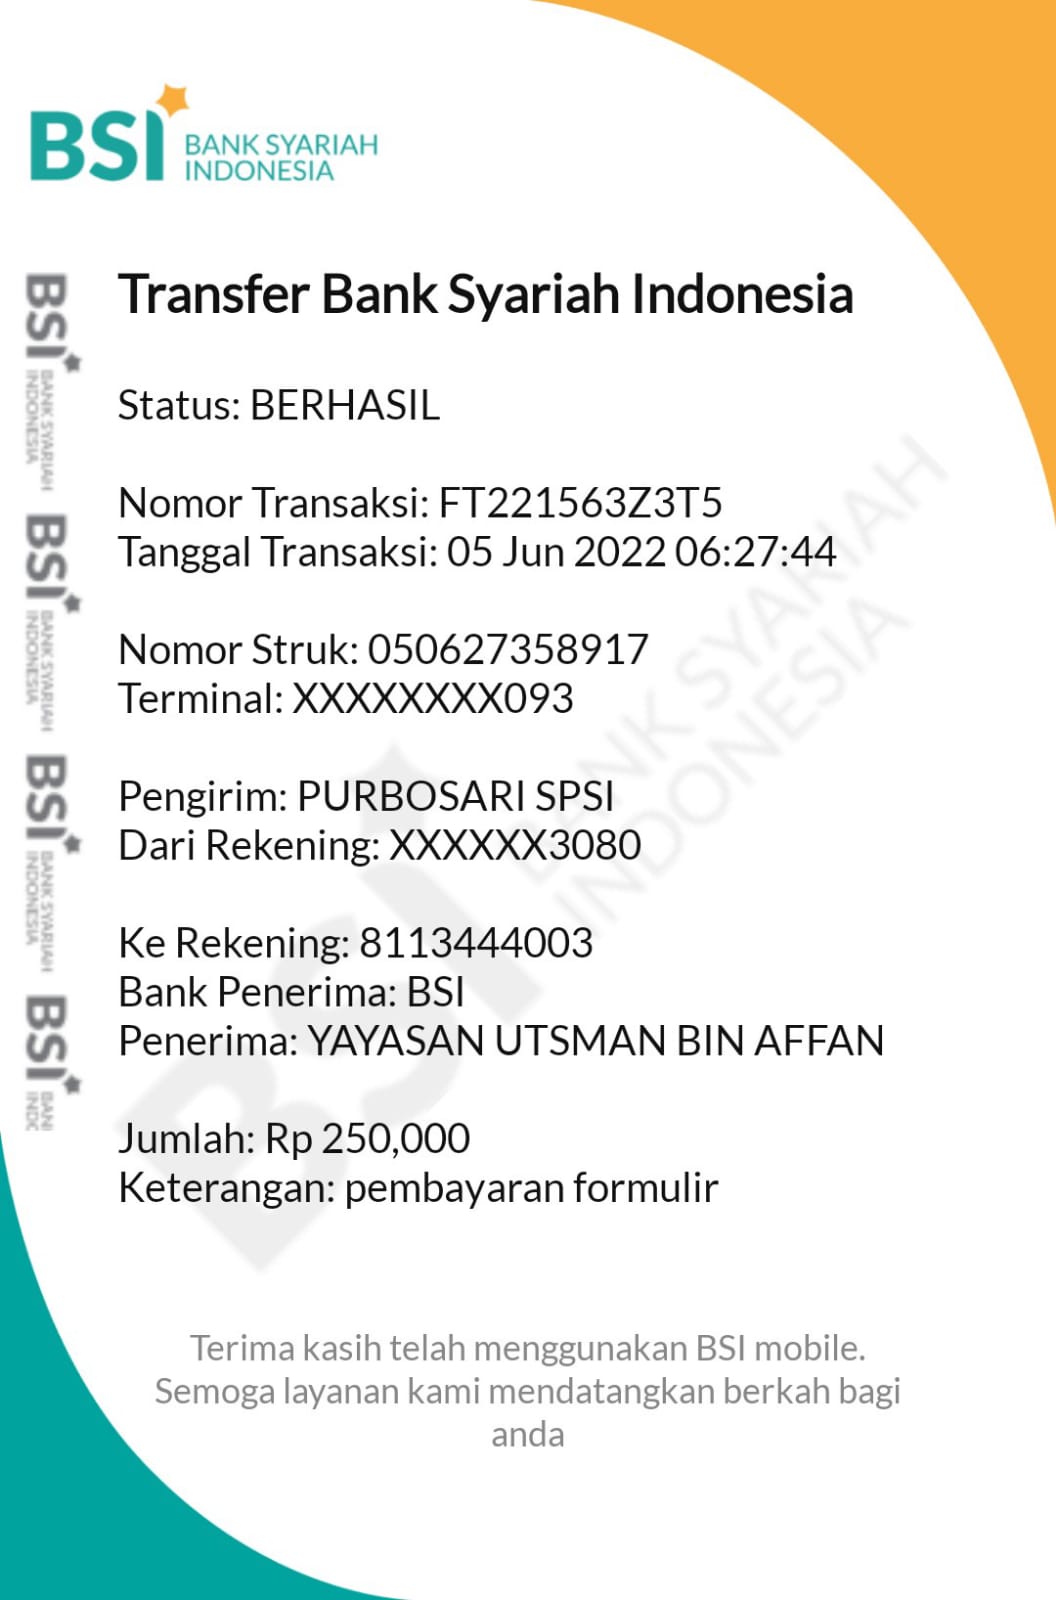 BSI BANK SYARIAH
INDONESIA
Transfer Bank Syariah Indonesia
Status: BERHASIL
Nomor Transaksi: FT221563Z3T5
Tanggal Transaksi: 05 Jun 2022 06:27:44
Nomor Struk: 050627358917
Terminal: XXXXXXXX093
Pengirim: PURBOSARI SPSI
Dari Rekening: XXXXXX3080
Ke Rekening: 8113444003
Bank Penerima: BSI
Penerima: YAYASAN UTSMAN BIN AFFAN
Jumlah: Rp 250,000
Keterangan: pembayaran formulir
Terima kasih telah menggunakan BSI mobile.
Semoga layanan kami mendatangkan berkah bagi
anda
BSI BANK SYARIAH
INDONESIA
BSI BANK SYARIAH
INDONESIA
BSI BANK SYARIAH
INDONESIA
BSI BANK SYARIAH
INDONESIA
BSI BAN
INDO